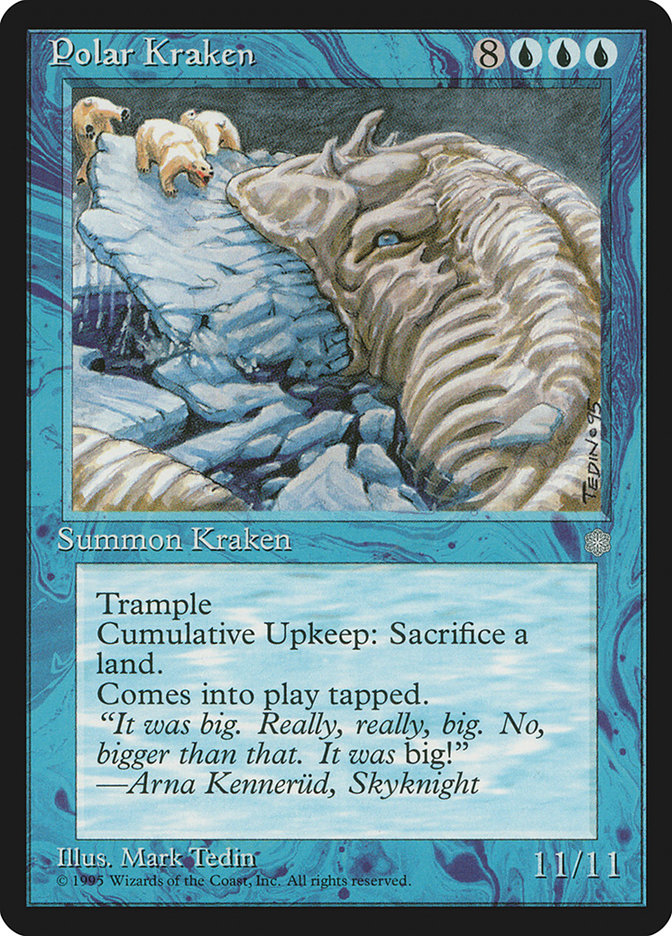 Polar Kraken 8
TEDIN © 95
Summon Kraken
Trample
Cumulative Upkeep: Sacrifice a
land.
Comes into play tapped.
“It was big. Really, really, big. No,
bigger than that. It was big!”
—Arna Kennerüd, Skyknight
Illus. Mark Tedin
11/11
© 1995 Wizards of the Coast, Inc. All rights reserved.